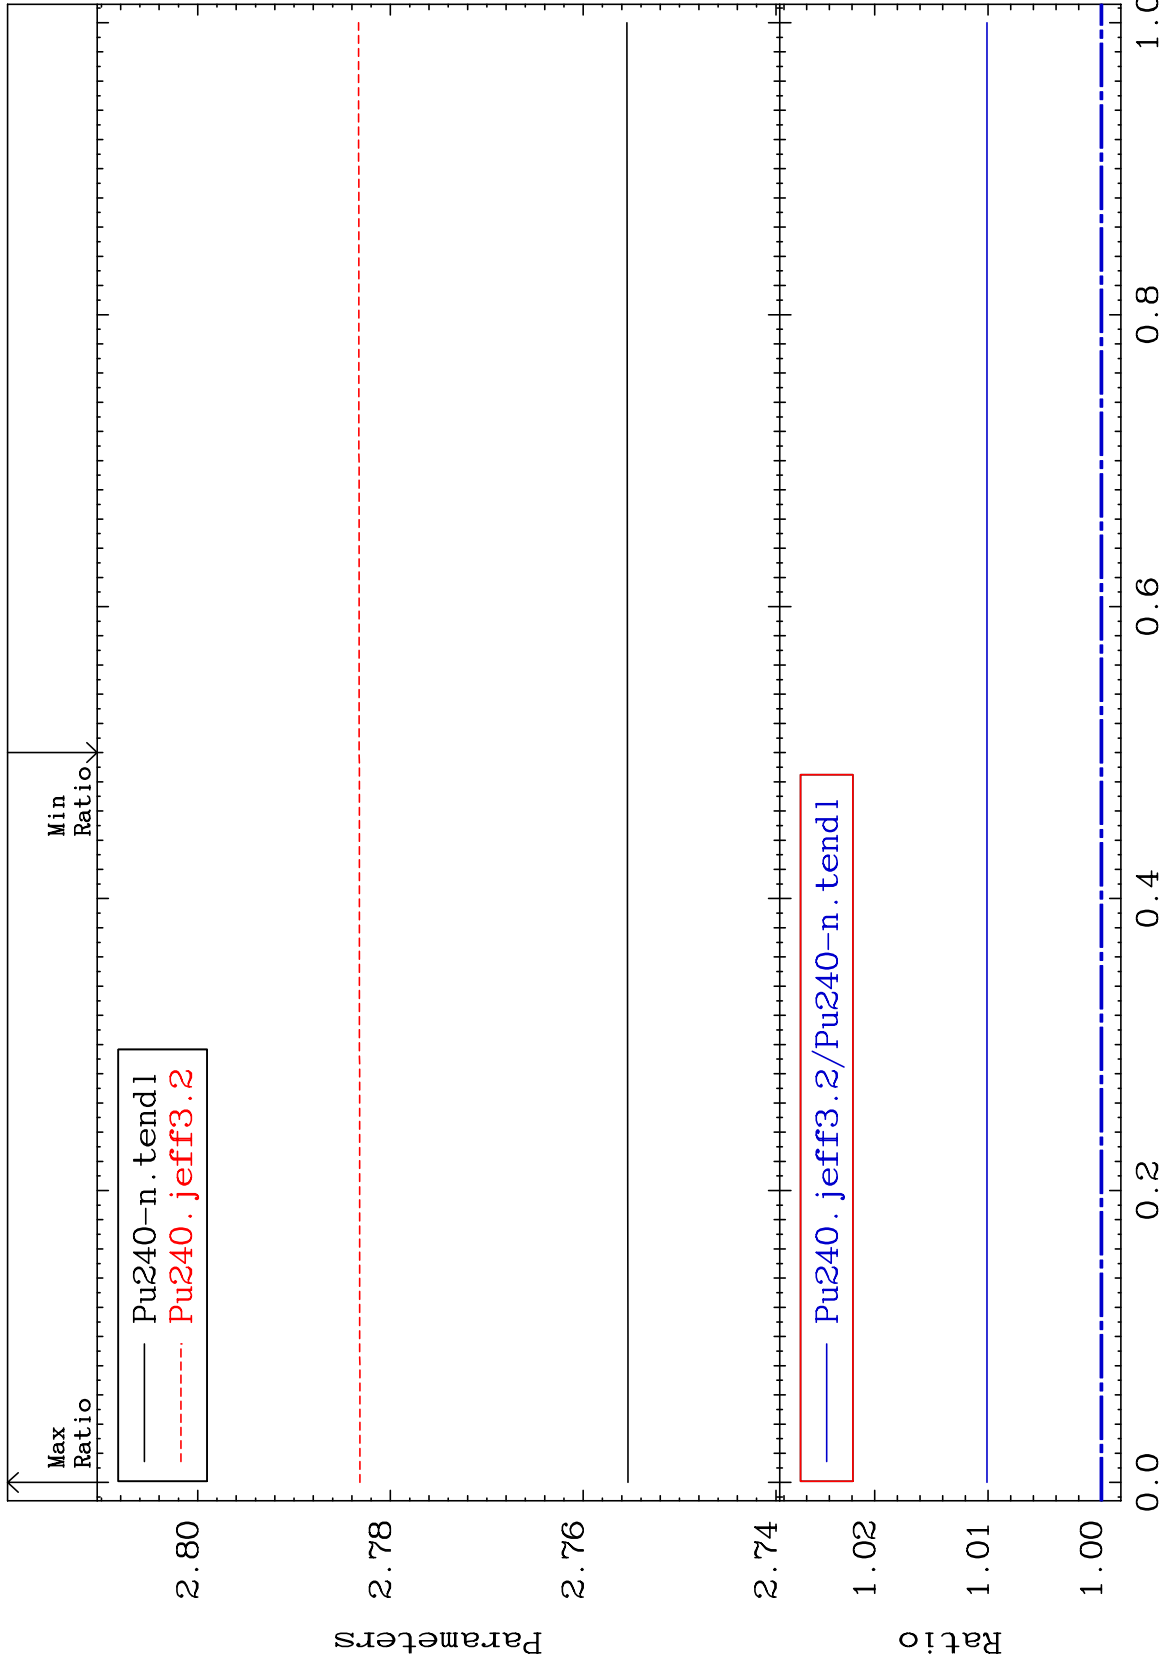 Max
Ratio
Min
Ratio
Pu240-n.tendl
Pu240.jeff3.2
2.80
2.78
2.76
2.74
Parameters
Pu240.jeff3.2/Pu240-n.tendl
1.02
1.01
1.00
Ratio
0.0
0.2
0.4
0.6
0.8
1.0